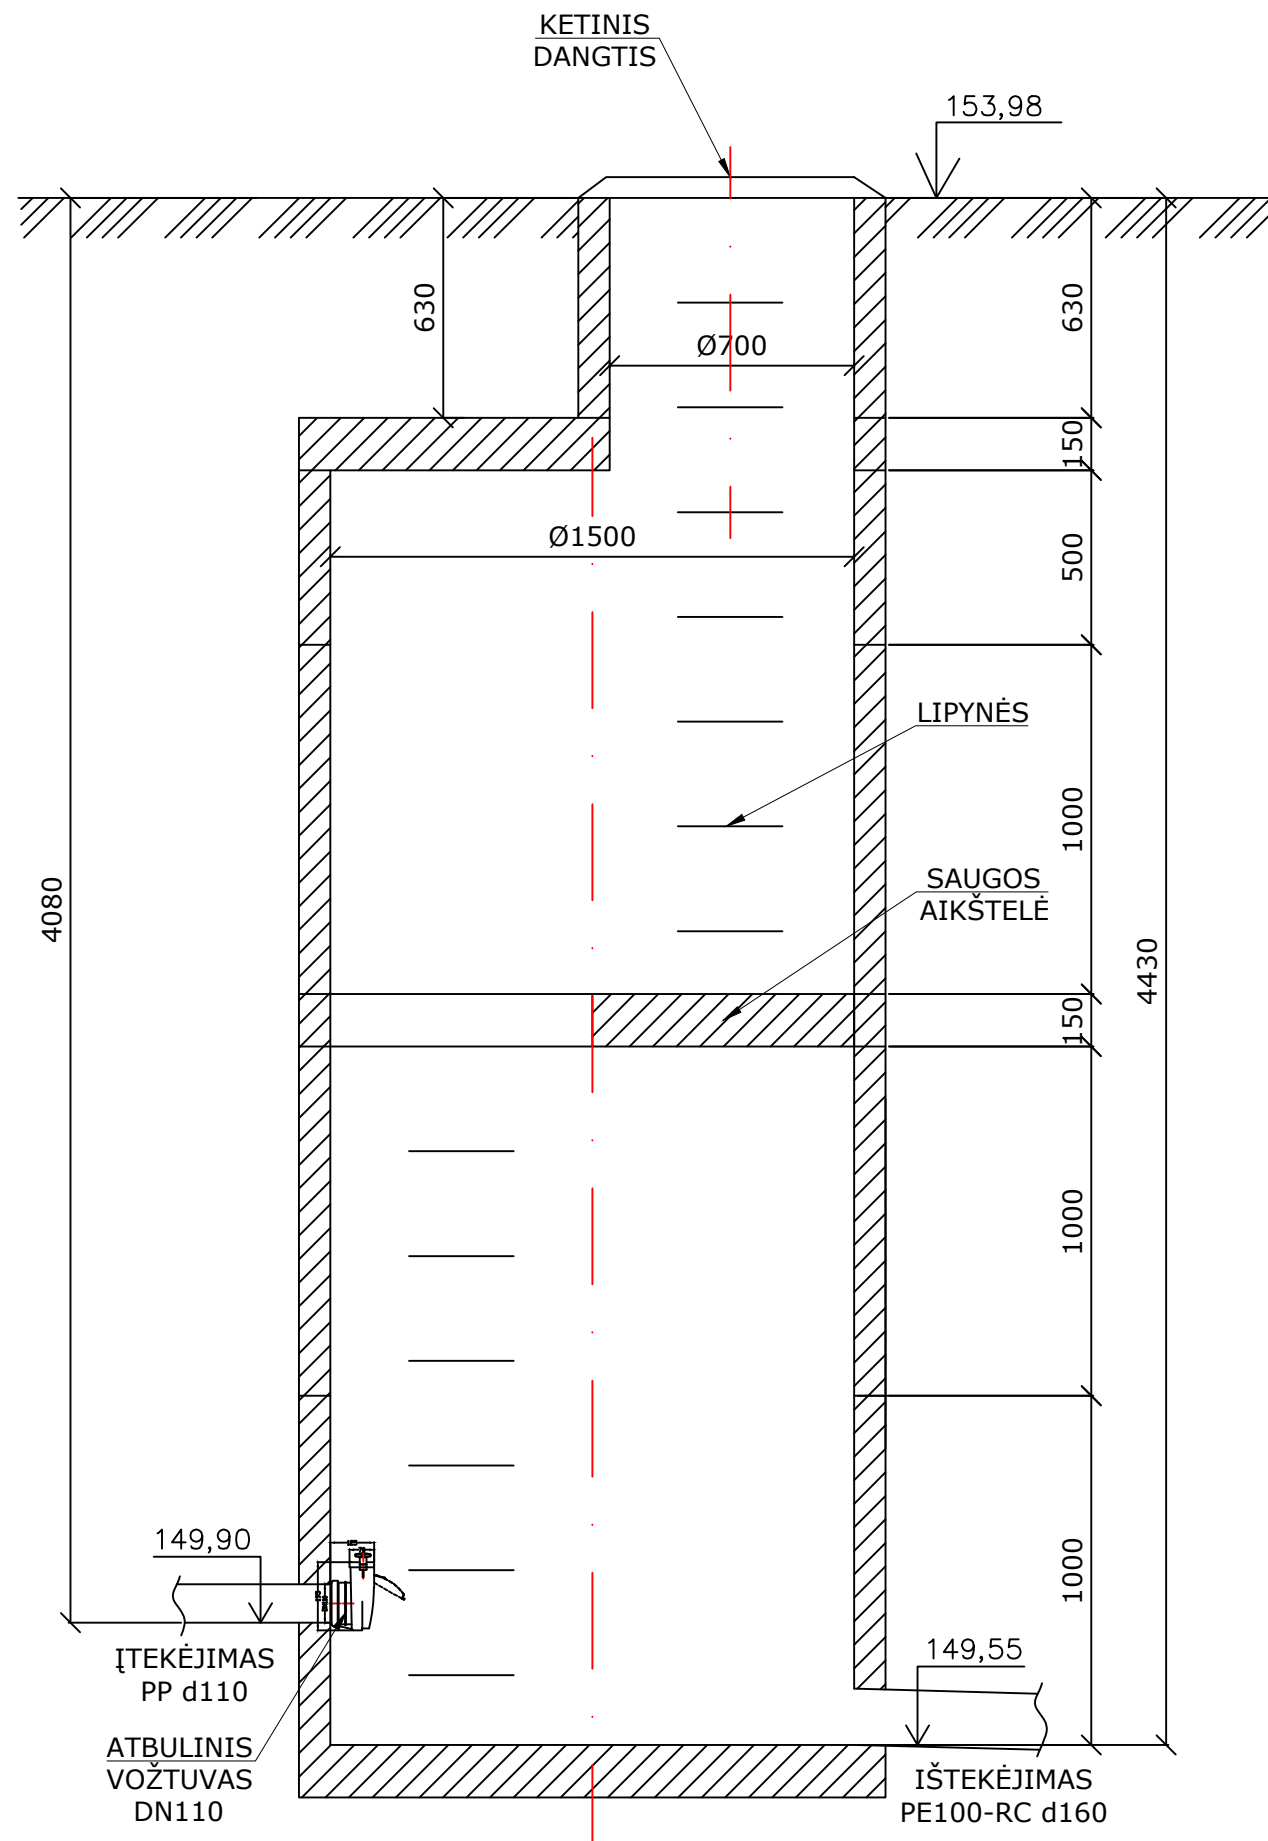 KETINIS
DANGTIS
153,98
630
630
Ø700
150
Ø1500
500
LIPYNĖS
1000
SAUGOS
AIKŠTELĖ
4080
4430
150
1000
149,90
1000
ĮTEKĖJIMAS
PP d110
149,55
ATBULINIS
VOŽTUVAS
DN110
IŠTEKĖJIMAS
PE100-RC d160